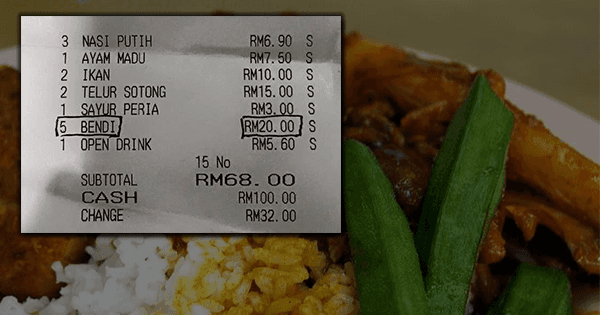 3 NASI PUTIH RM6.90 S
1 AYAM MADU RM7.50 S
2 IKAN RM10.00 S
2 TELUR SOTONG RM15.00 S
1 SAYUR PERIA RM3.00 S
5 BENDI RM20.00 S
1 OPEN DRINK RM5.60 S
15 No
SUBTOTAL RM68.00
CASH RM100.00
CHANGE RM32.00